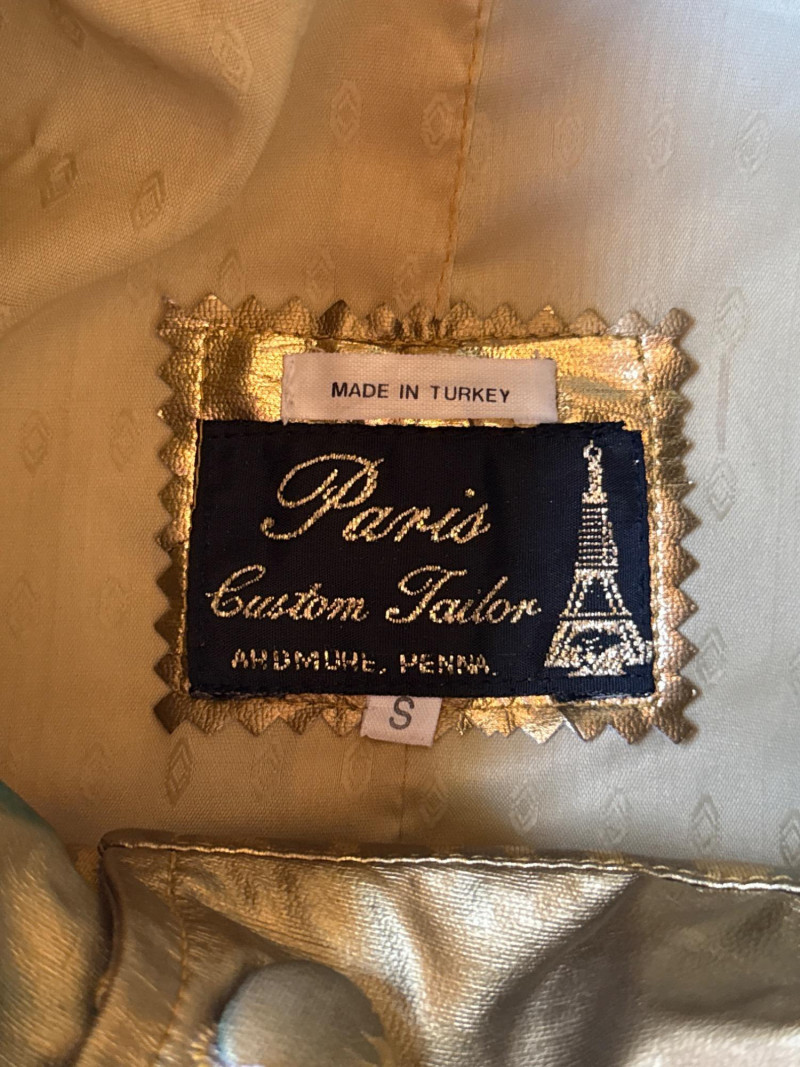 MADE IN TURKEY
Paris
Custom Tailor
ARDMORE, PENNA.
S